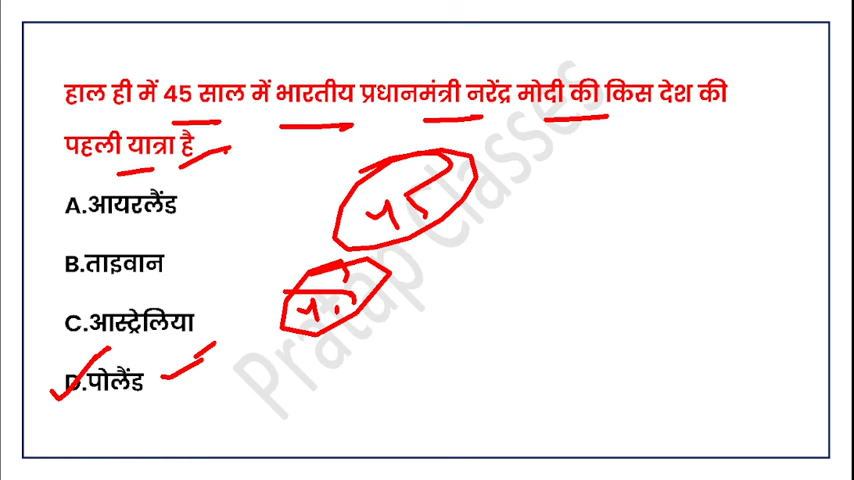 हाल ही में 45 साल में भारतीय प्रधानमंत्री नरेंद्र मोदी की किस देश की
पहली यात्रा है
A.आयरलैंड
B.ताइवान
C.आस्ट्रेलिया
D.पोलैंड
Pratap Classes